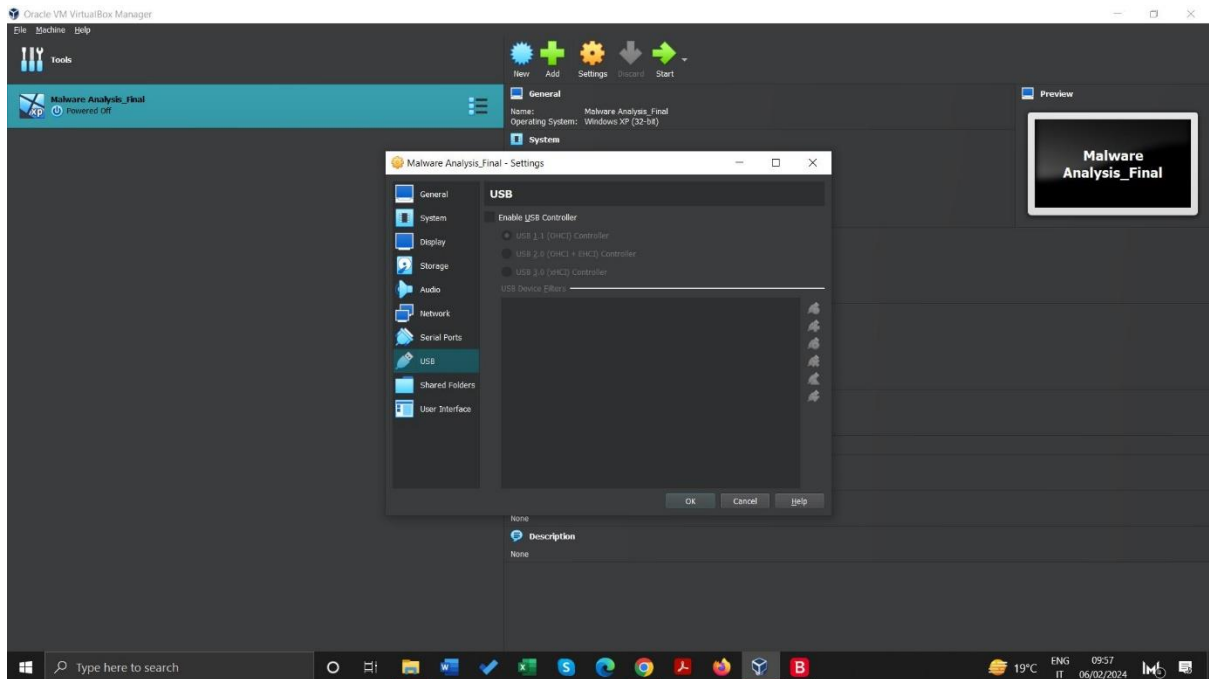 Oracle VM VirtualBox Manager
File Machine Help
Tools
New Add Settings Discard Start
Malware Analysis_Final
Powered Off
XP
General
Name: Malware Analysis_Final
Operating System: Windows XP (32-bit)
System
Preview
Malware
Analysis_Final
Malware Analysis_Final - Settings
General
System
Display
Storage
Audio
Network
Serial Ports
USB
Shared Folders
User Interface
USB
Enable USB Controller
USB 1.1 (OHCI) Controller
USB 2.0 (OHCI + EHCI) Controller
USB 3.0 (xHCI) Controller
USB Device Filters
OK Cancel Help
None
Description
None
Type here to search
19°C
ENG
IT
09:57
06/02/2024